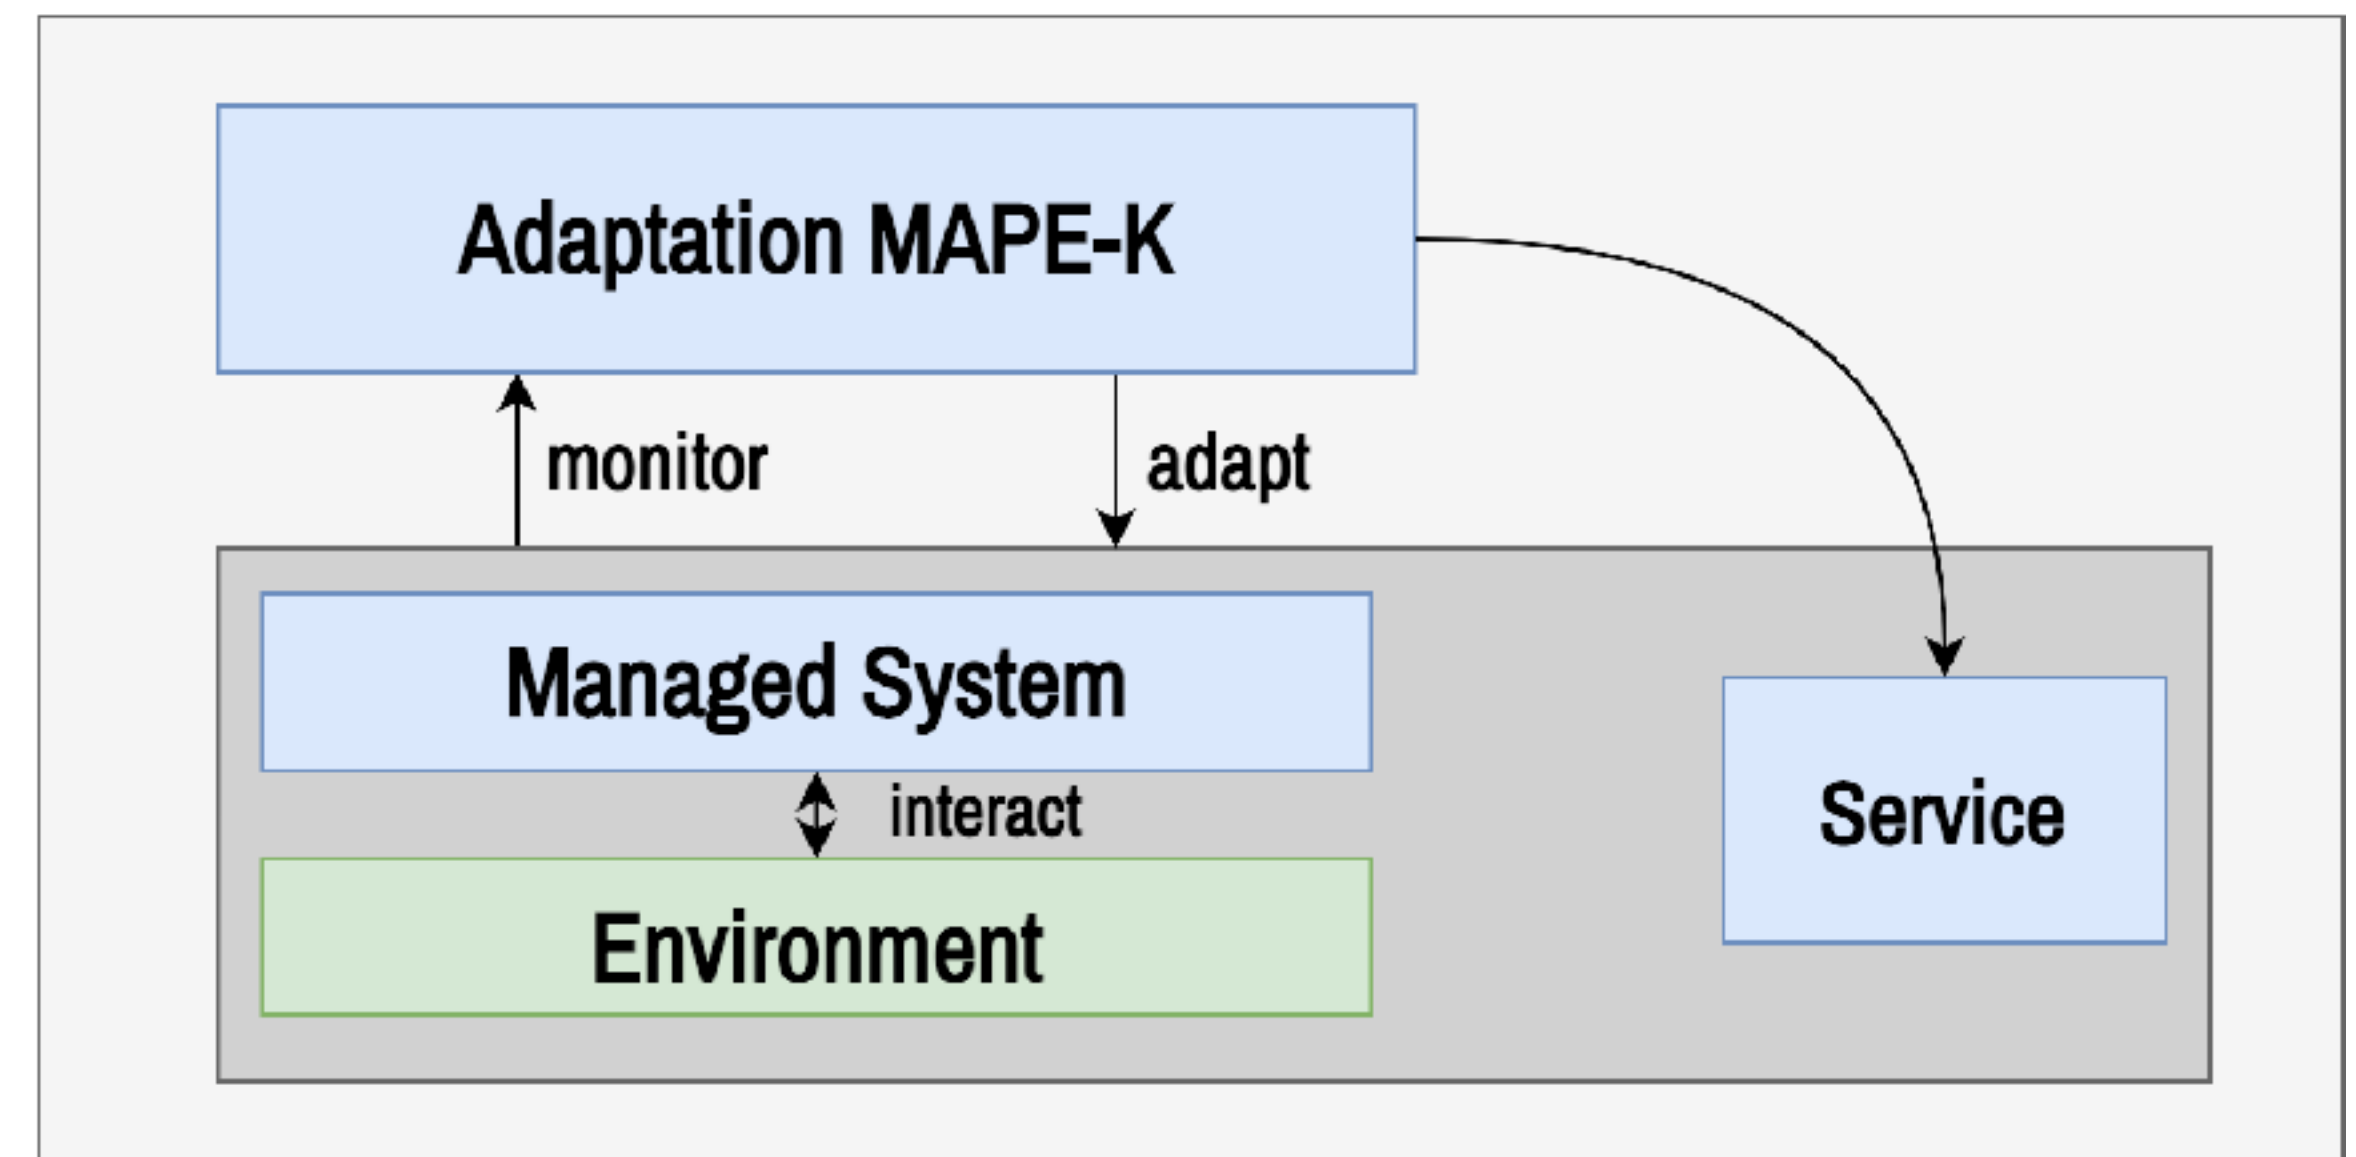 Adaptation MAPE-K
monitor
adapt
Managed System
interact
Service
Environment